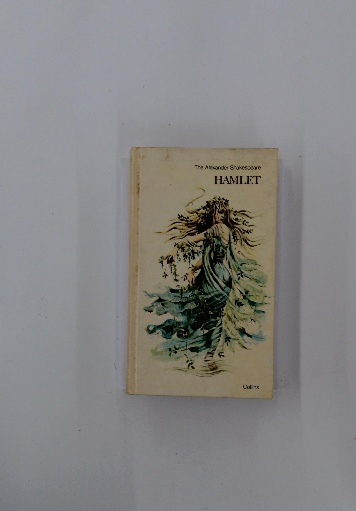 The Alexander Shakespeare
HAMLET
Collins